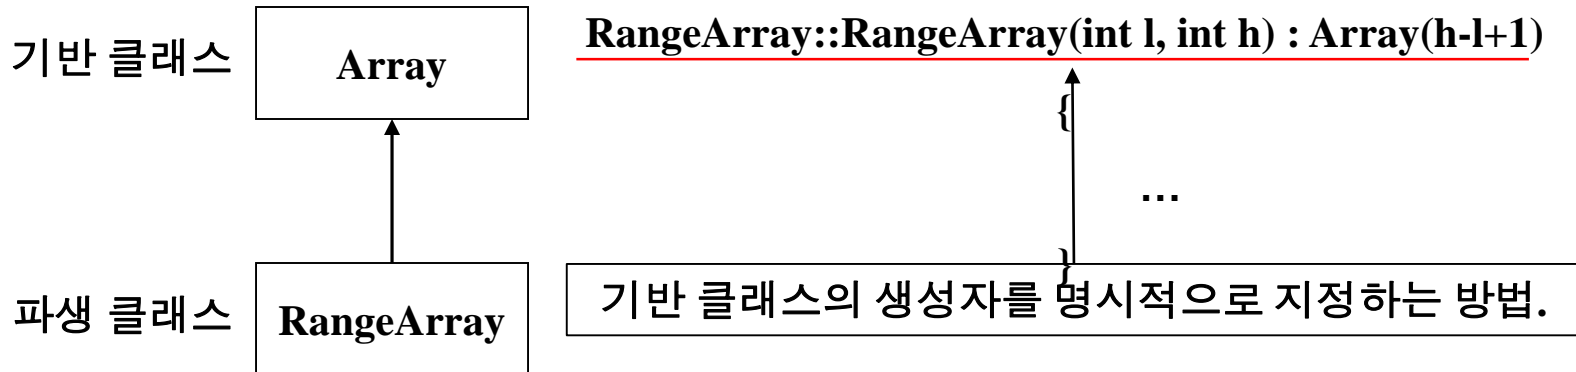 기반 클래스
Array
RangeArray::RangeArray(int l, int h) : Array(h-l+1)
{
...
}
파생 클래스
RangeArray
기반 클래스의 생성자를 명시적으로 지정하는 방법.